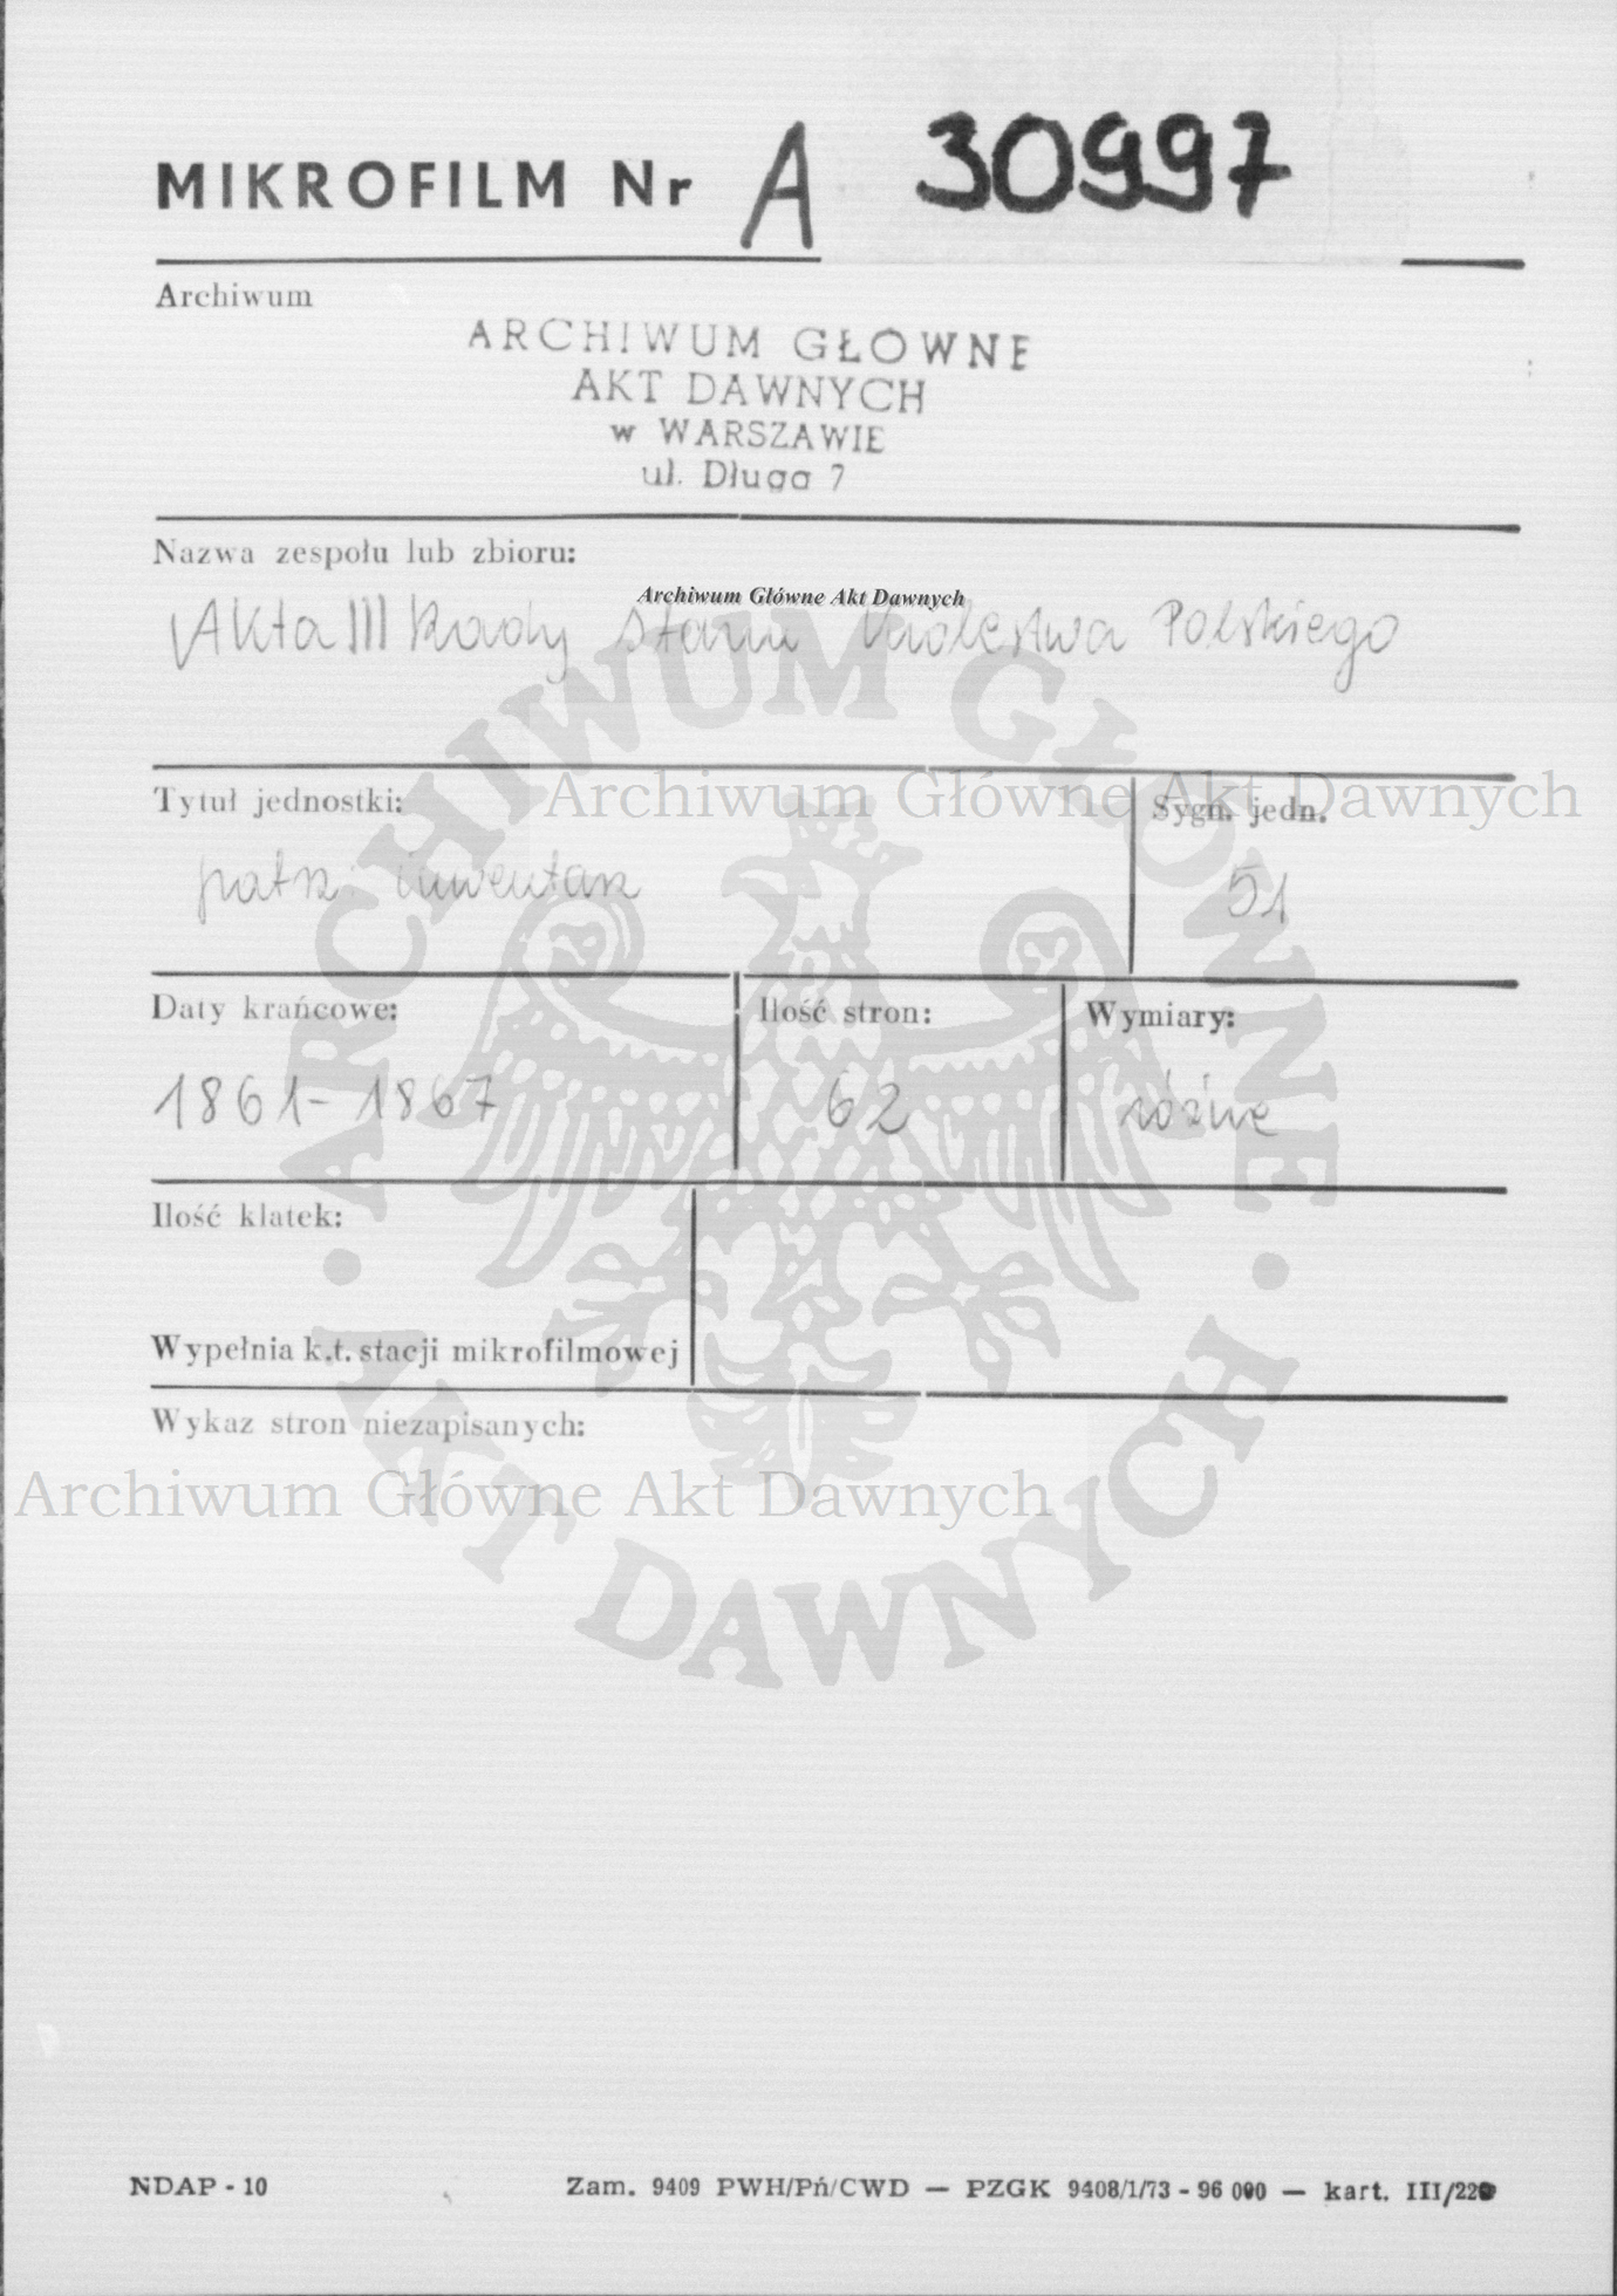 MIKROFILM Nr A 30997
Archiwum
ARCHIWUM GŁOWNE
AKT DAWNYCH
w WARSZAWIE
ul. Długa 7
Nazwa zespołu lub zbioru:
Archiwum Główne Akt Dawnych
Akta III Rady Stanu Królestwa Polskiego
Archiwum Główne Akt Dawnych
Tytuł jednostki:
Sygn. jedn.
patrz: inwentarz
51
Daty krańcowe:
Ilość stron:
Wymiary:
1861-1867
62
różne
Ilość klatek:
Wypełnia k.t. stacji mikrofilmowej
Wykaz stron niezapisanych:
Archiwum Główne Akt Dawnych
ARCHIWUM GŁÓWNE
AKT DAWNYCH
NDAP - 10
Zam. 9409 PWH/Pń/CWD — PZGK 9408/1/73 - 96 000 — kart. III/220